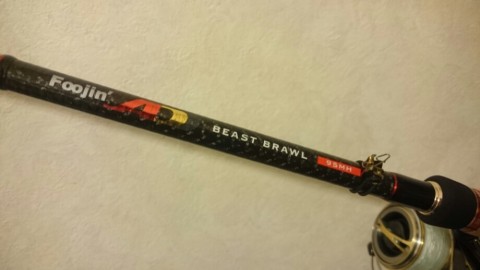 Foojin'
AD
BEAST BRAWL
95MH